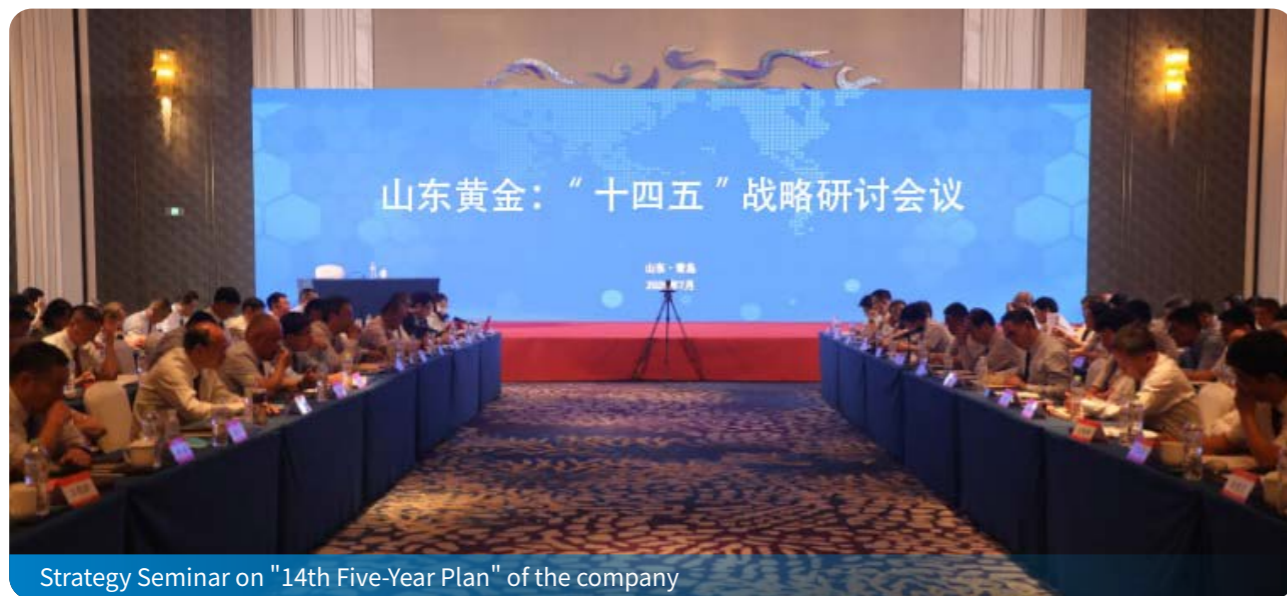 山东黄金：“十四五”战略研讨会议
山东·青岛
Strategy Seminar on "14th Five-Year Plan" of the company